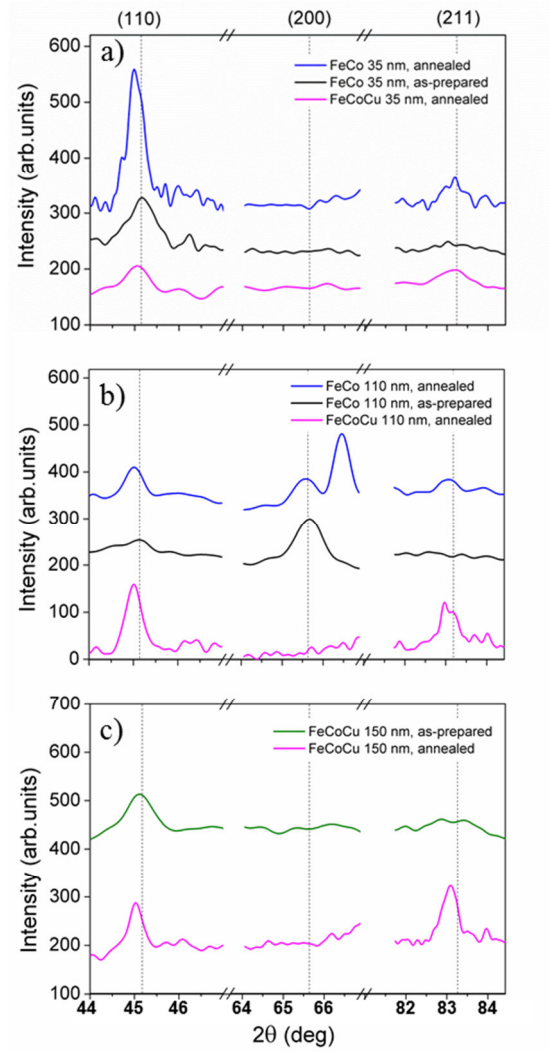 (110) (200) (211)
a)
600
500
400
300
200
100
Intensity (arb.units)
FeCo 35 nm, annealed
FeCo 35 nm, as-prepared
FeCoCu 35 nm, annealed
b)
600
500
400
300
200
100
0
Intensity (arb.units)
FeCo 110 nm, annealed
FeCo 110 nm, as-prepared
FeCoCu 110 nm, annealed
c)
700
600
500
400
300
200
100
Intensity (arb.units)
FeCoCu 150 nm, as-prepared
FeCoCu 150 nm, annealed
44 45 46 64 65 66 82 83 84
2θ (deg)